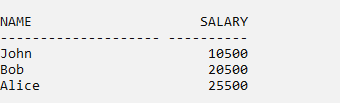 NAME                     SALARY
-------------------- ----------
John                      10500
Bob                       20500
Alice                     25500